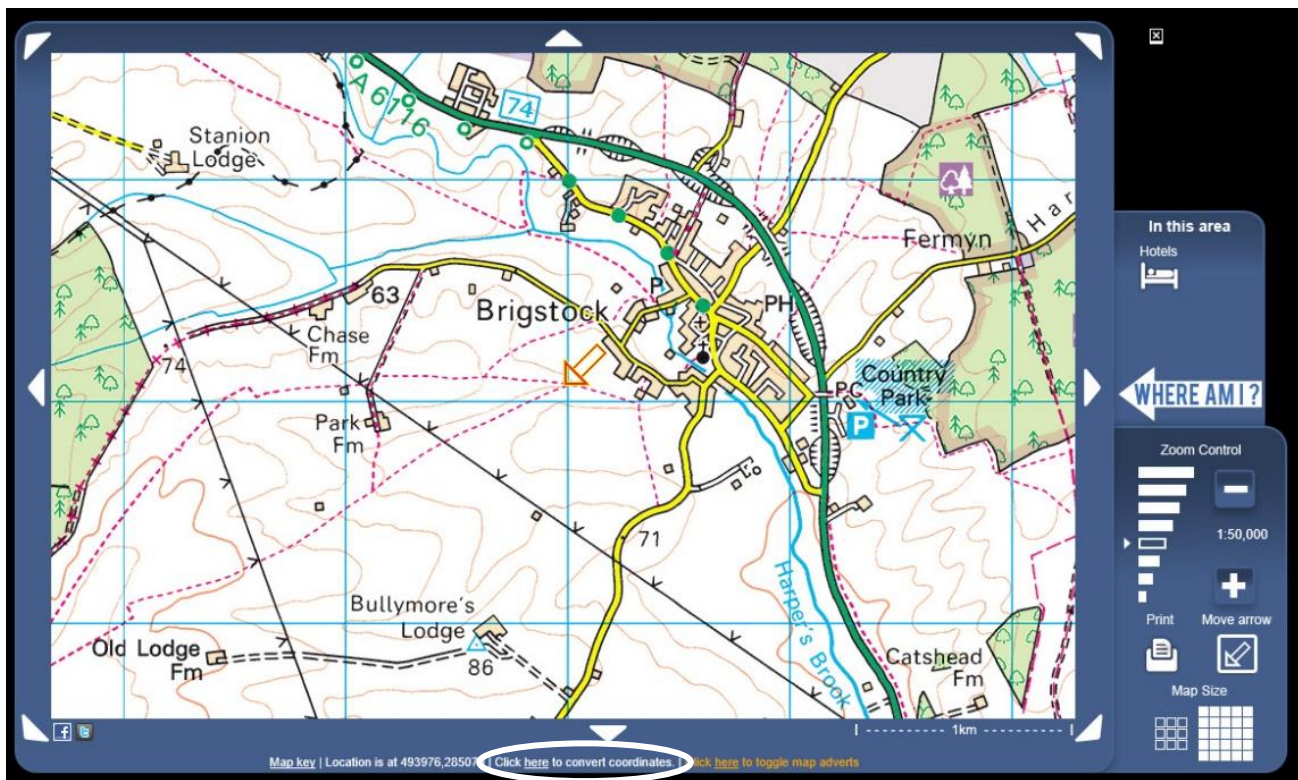 A 6116
74
Stanion
Lodge
Fermyn
Har
63
P
Brigstock
PH
Chase
Fm
74
PC
Country
Park
P
Park
Fm
71
Bullymore's
Lodge
Old Lodge
Fm
86
Harper's Brook
Catshead
Fm
1km
In this area
Hotels
WHERE AM I?
Zoom Control
1:50,000
Print
Move arrow
Map Size
Map key | Location is at 493976,28507 | Click here to convert coordinates. | Click here to toggle map adverts